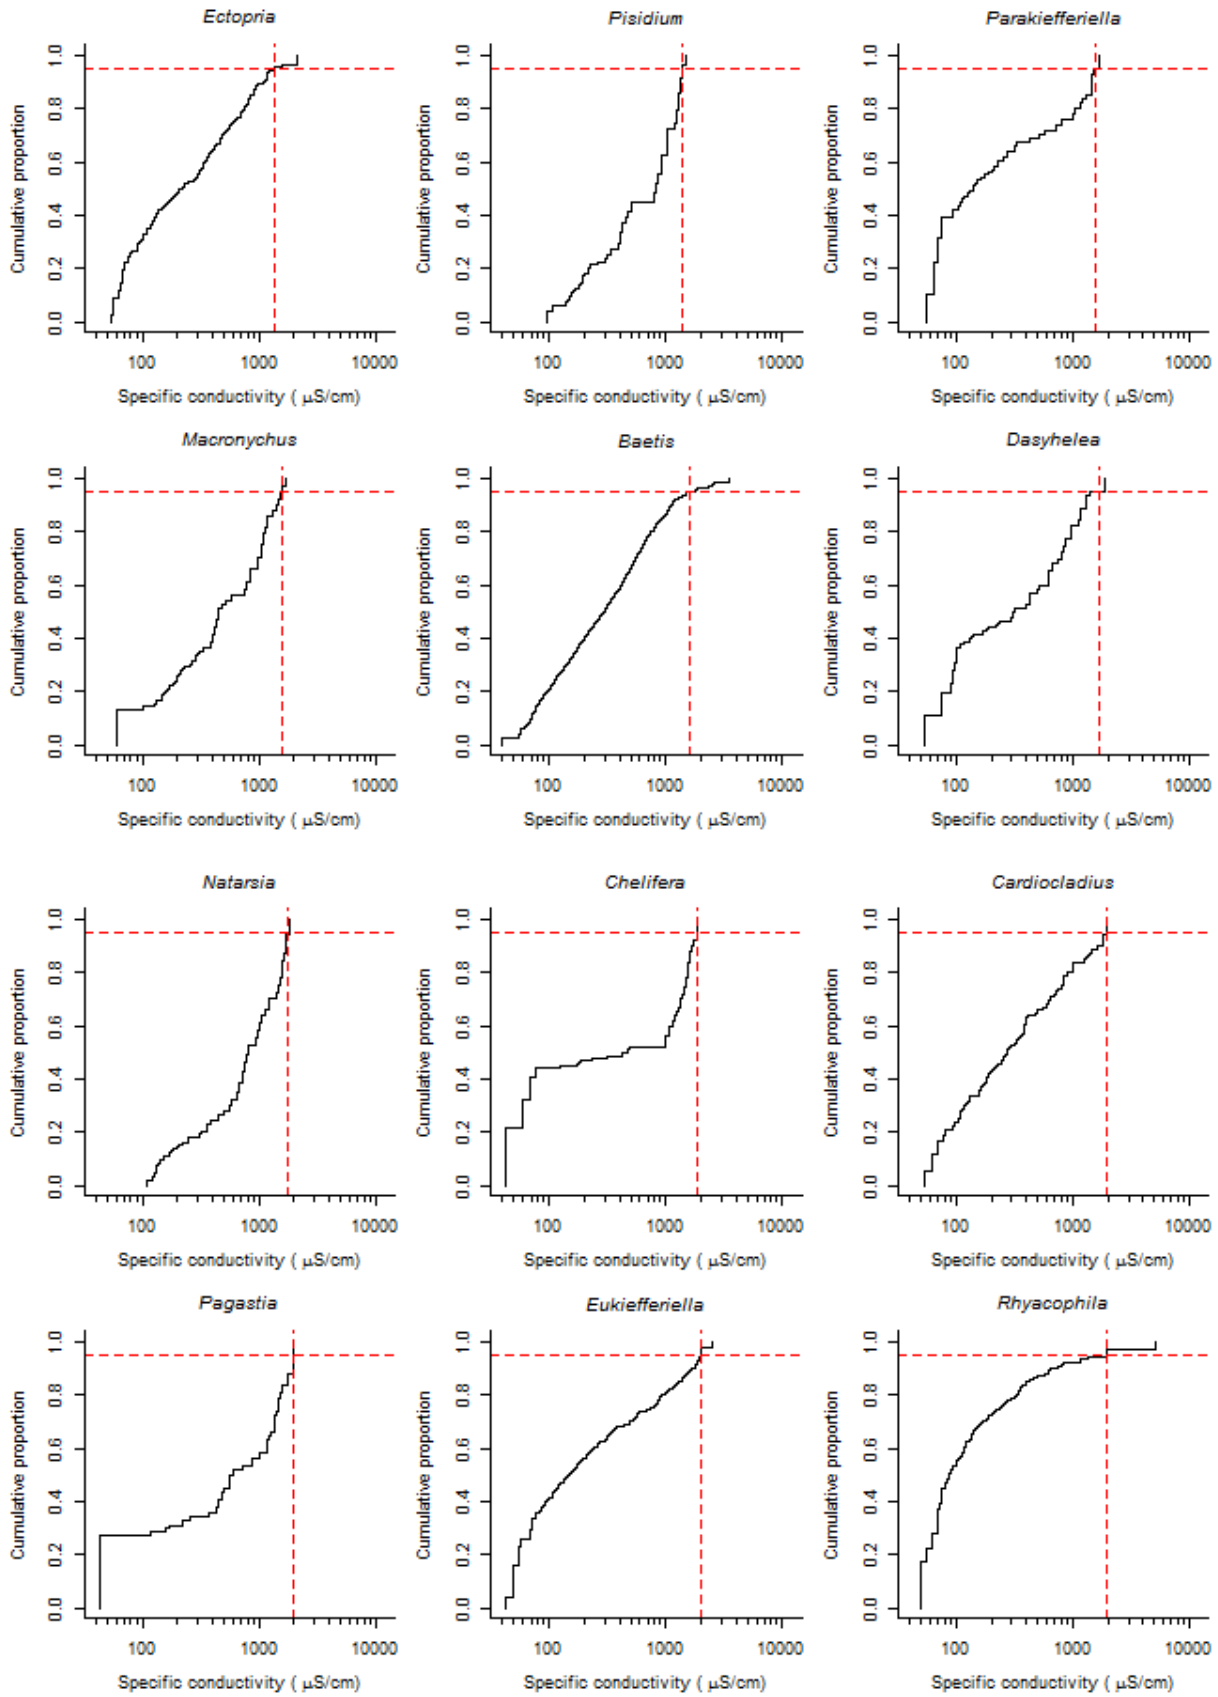 Ectopria Pisidium Parakiefferiella
1.0 1.0 1.0
0.8 0.8 0.8
0.6 0.6 0.6
0.4 0.4 0.4
0.2 0.2 0.2
0.0 0.0 0.0
Cumulative proportion Cumulative proportion Cumulative proportion
100 1000 10000 100 1000 10000 100 1000 10000
Specific conductivity ( μS/cm) Specific conductivity ( μS/cm) Specific conductivity ( μS/cm)
Macronychus Baetis Dasyhelea
1.0 1.0 1.0
0.8 0.8 0.8
0.6 0.6 0.6
0.4 0.4 0.4
0.2 0.2 0.2
0.0 0.0 0.0
Cumulative proportion Cumulative proportion Cumulative proportion
100 1000 10000 100 1000 10000 100 1000 10000
Specific conductivity ( μS/cm) Specific conductivity ( μS/cm) Specific conductivity ( μS/cm)
Natarsia Chelifera Cardiocladius
1.0 1.0 1.0
0.8 0.8 0.8
0.6 0.6 0.6
0.4 0.4 0.4
0.2 0.2 0.2
0.0 0.0 0.0
Cumulative proportion Cumulative proportion Cumulative proportion
100 1000 10000 100 1000 10000 100 1000 10000
Specific conductivity ( μS/cm) Specific conductivity ( μS/cm) Specific conductivity ( μS/cm)
Pagastia Eukiefferiella Rhyacophila
1.0 1.0 1.0
0.8 0.8 0.8
0.6 0.6 0.6
0.4 0.4 0.4
0.2 0.2 0.2
0.0 0.0 0.0
Cumulative proportion Cumulative proportion Cumulative proportion
100 1000 10000 100 1000 10000 100 1000 10000
Specific conductivity ( μS/cm) Specific conductivity ( μS/cm) Specific conductivity ( μS/cm)